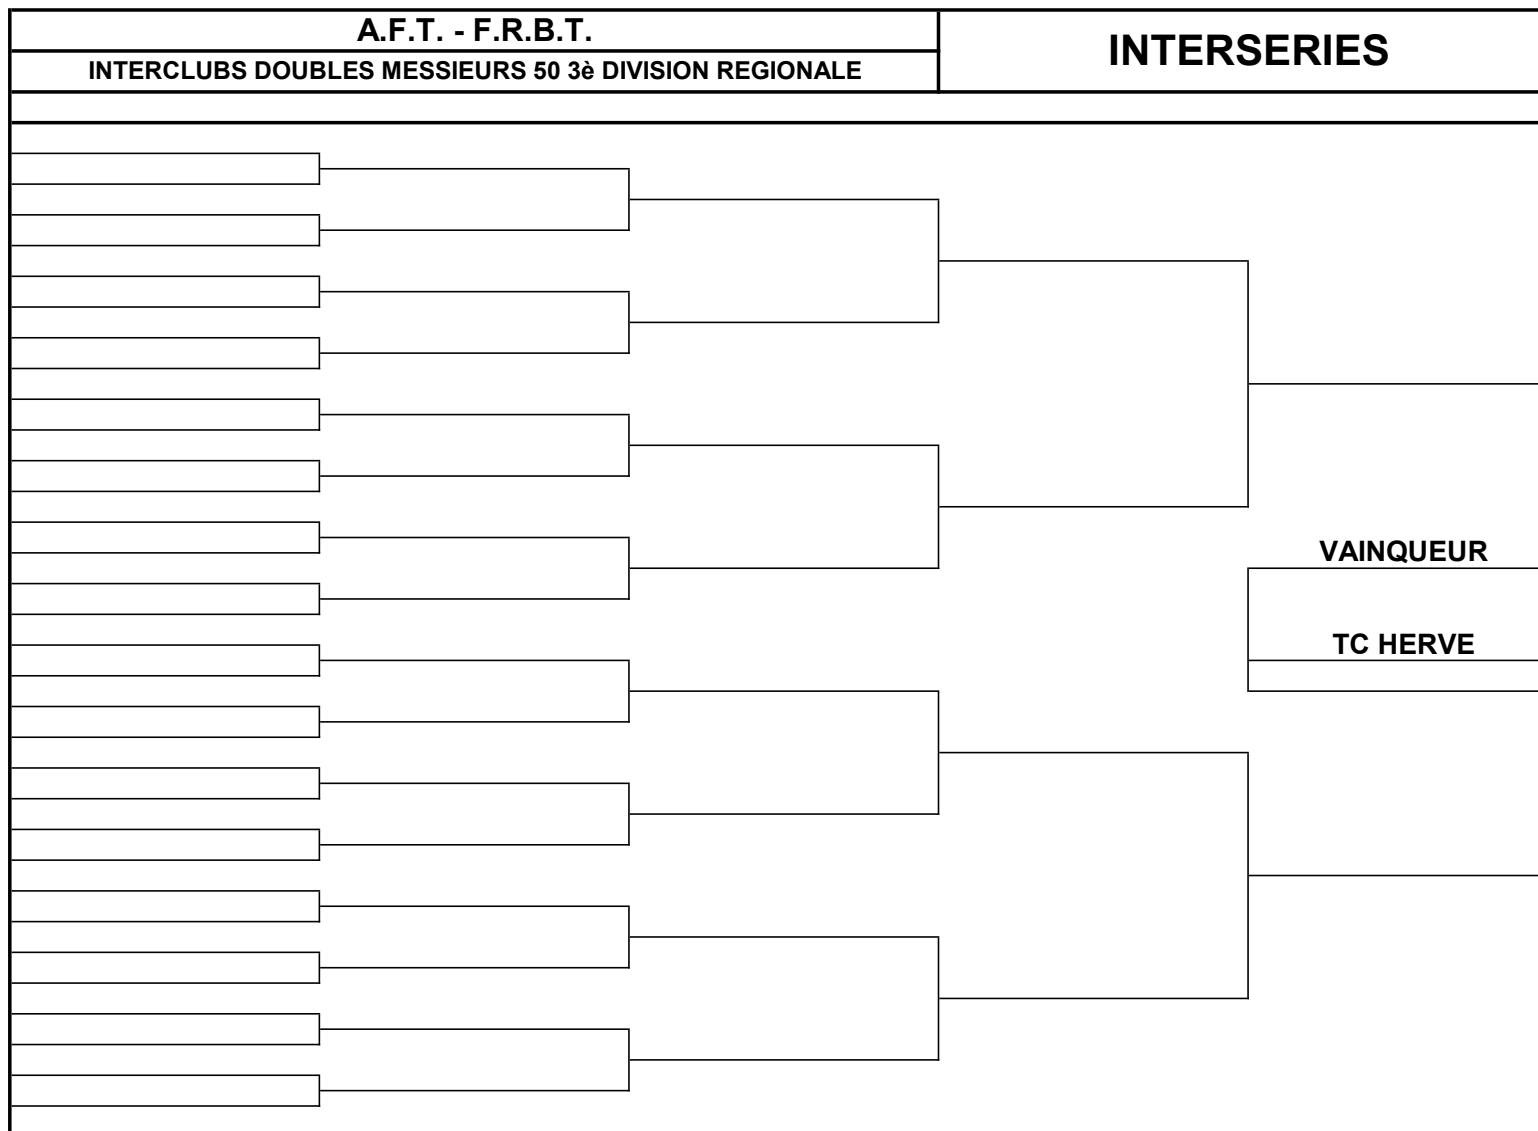 A.F.T. - F.R.B.T.
INTERCLUBS DOUBLES MESSIEURS 50 3è DIVISION REGIONALE
INTERSERIES
VAINQUEUR
TC HERVE